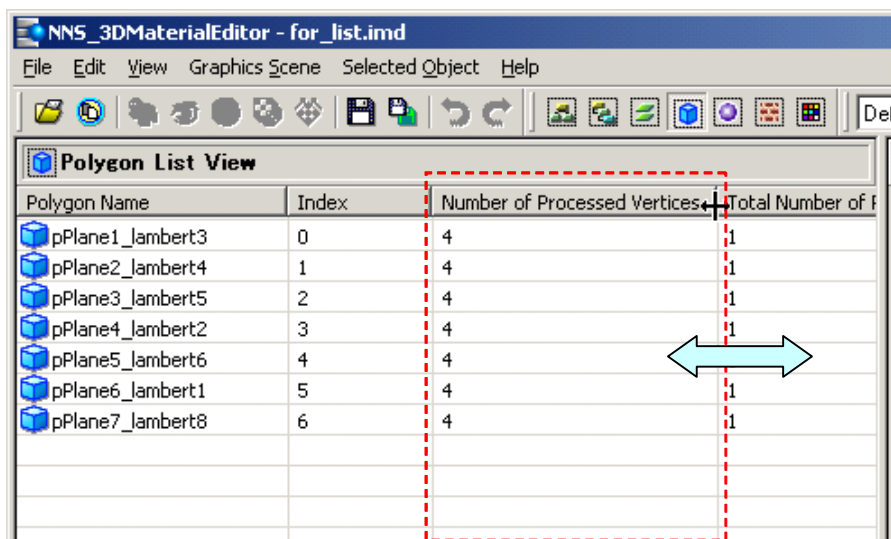 NNS_3DMaterialEditor - for_list.imd
File Edit View Graphics Scene Selected Object Help
Polygon List View
Polygon Name Index Number of Processed Vertices Total Number of
pPlane1_lambert3 0 4 1
pPlane2_lambert4 1 4 1
pPlane3_lambert5 2 4 1
pPlane4_lambert2 3 4 1
pPlane5_lambert6 4 4
pPlane6_lambert1 5 4 1
pPlane7_lambert8 6 4 1